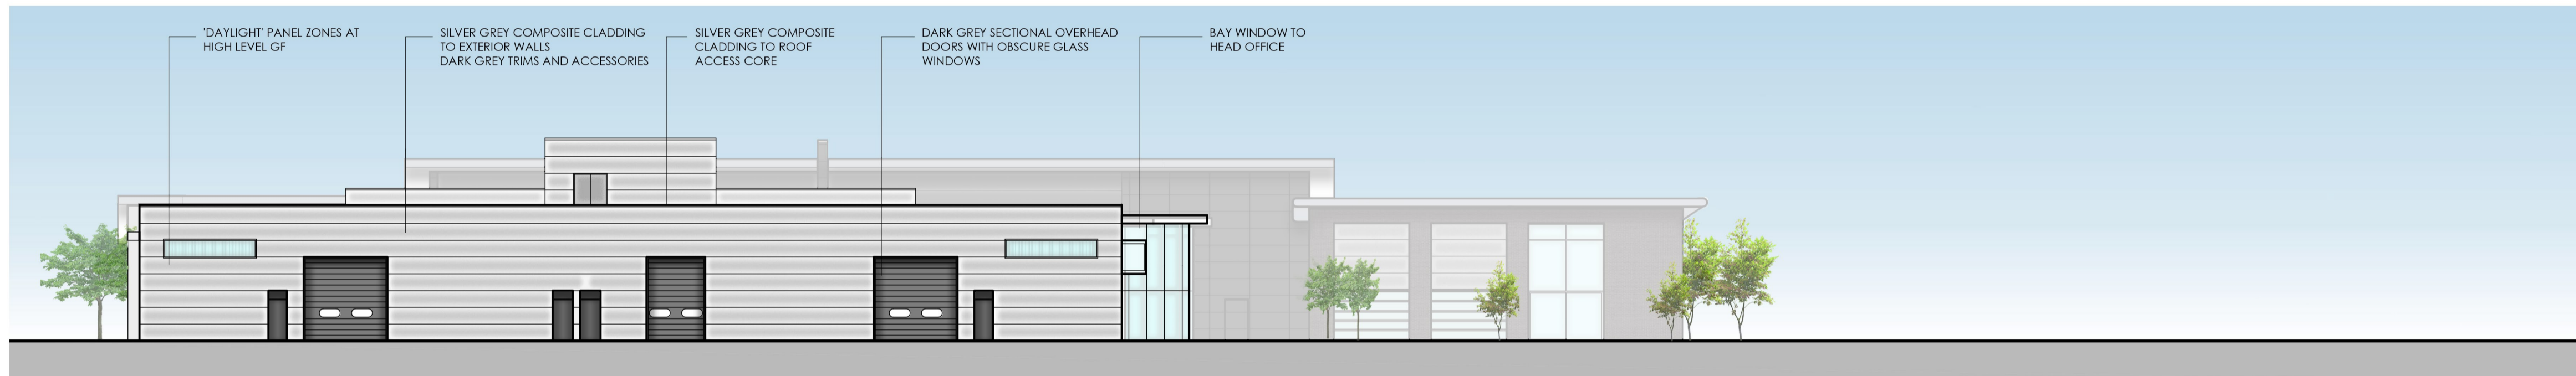 'DAYLIGHT' PANEL ZONES AT
HIGH LEVEL GF
SILVER GREY COMPOSITE CLADDING
TO EXTERIOR WALLS
DARK GREY TRIMS AND ACCESSORIES
SILVER GREY COMPOSITE
CLADDING TO ROOF
ACCESS CORE
DARK GREY SECTIONAL OVERHEAD
DOORS WITH OBSCURE GLASS
WINDOWS
BAY WINDOW TO
HEAD OFFICE